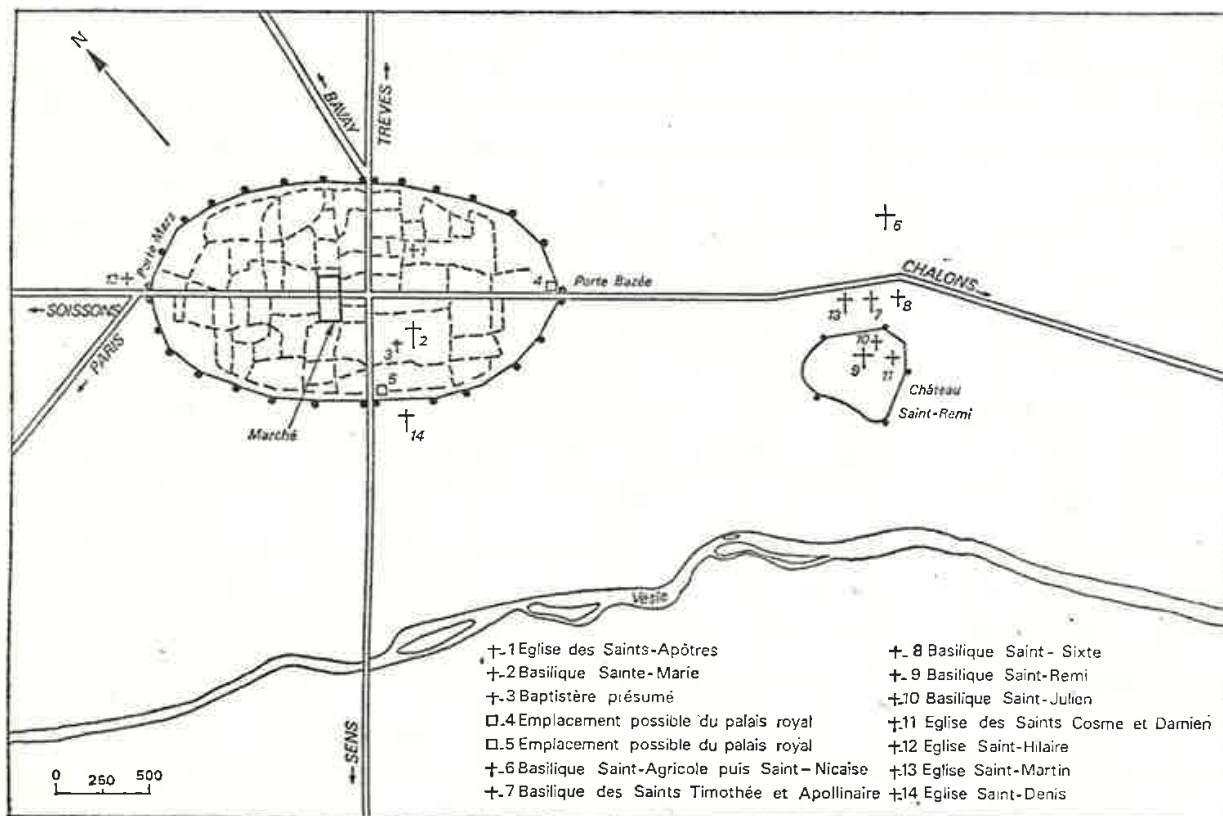 N
BAVAY
TREVES
6
Porte Mars
12
1
4
Porte Bazée
CHALONS
SOISSONS
13
7
8
PARIS
2
3
10
9
11
5
Château
Saint-Remi
Marché
14
Vesle
SENS
0 250 500
1 Eglise des Saints-Apôtres
2 Basilique Sainte-Marie
3 Baptistère présumé
4 Emplacement possible du palais royal
5 Emplacement possible du palais royal
6 Basilique Saint-Agricole puis Saint-Nicaise
7 Basilique des Saints Timothée et Apollinaire
8 Basilique Saint-Sixte
9 Basilique Saint-Remi
10 Basilique Saint-Julien
11 Eglise des Saints Cosme et Damien
12 Eglise Saint-Hilaire
13 Eglise Saint-Martin
14 Eglise Saint-Denis